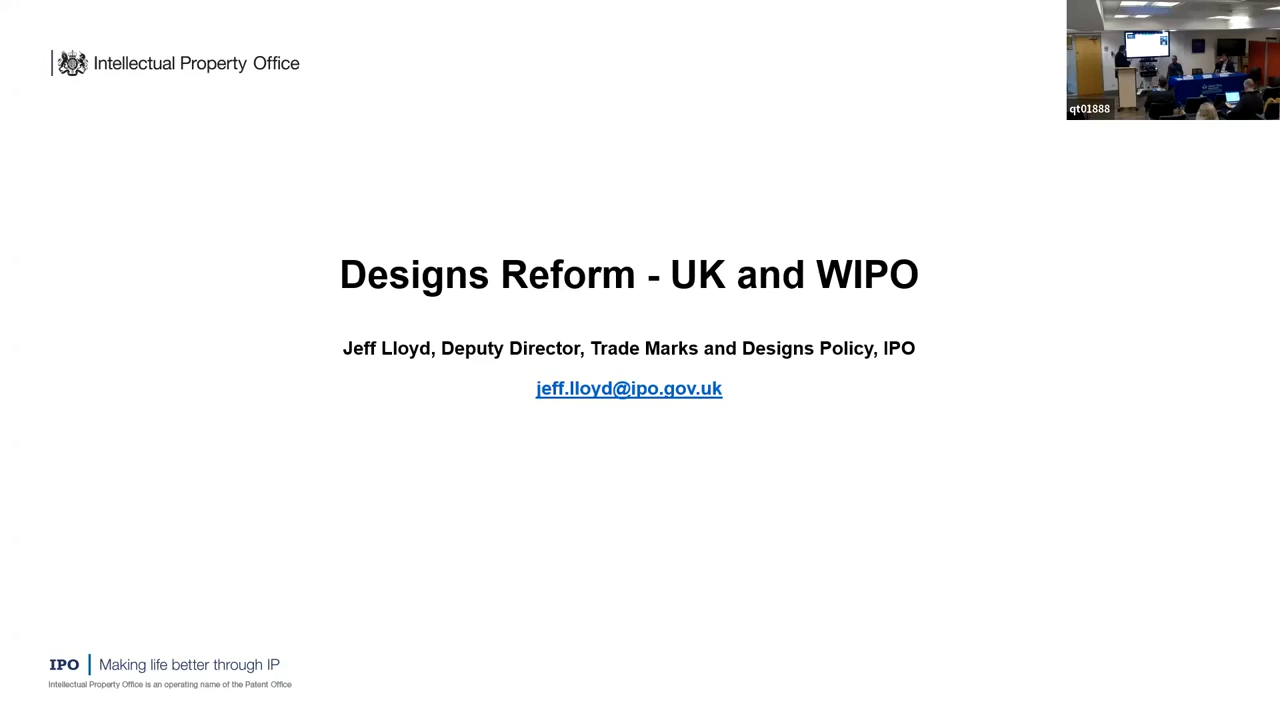 Intellectual Property Office
qt01888
Designs Reform - UK and WIPO
Jeff Lloyd, Deputy Director, Trade Marks and Designs Policy, IPO
jeff.lloyd@ipo.gov.uk
IPO | Making life better through IP
Intellectual Property Office is an operating name of the Patent Office